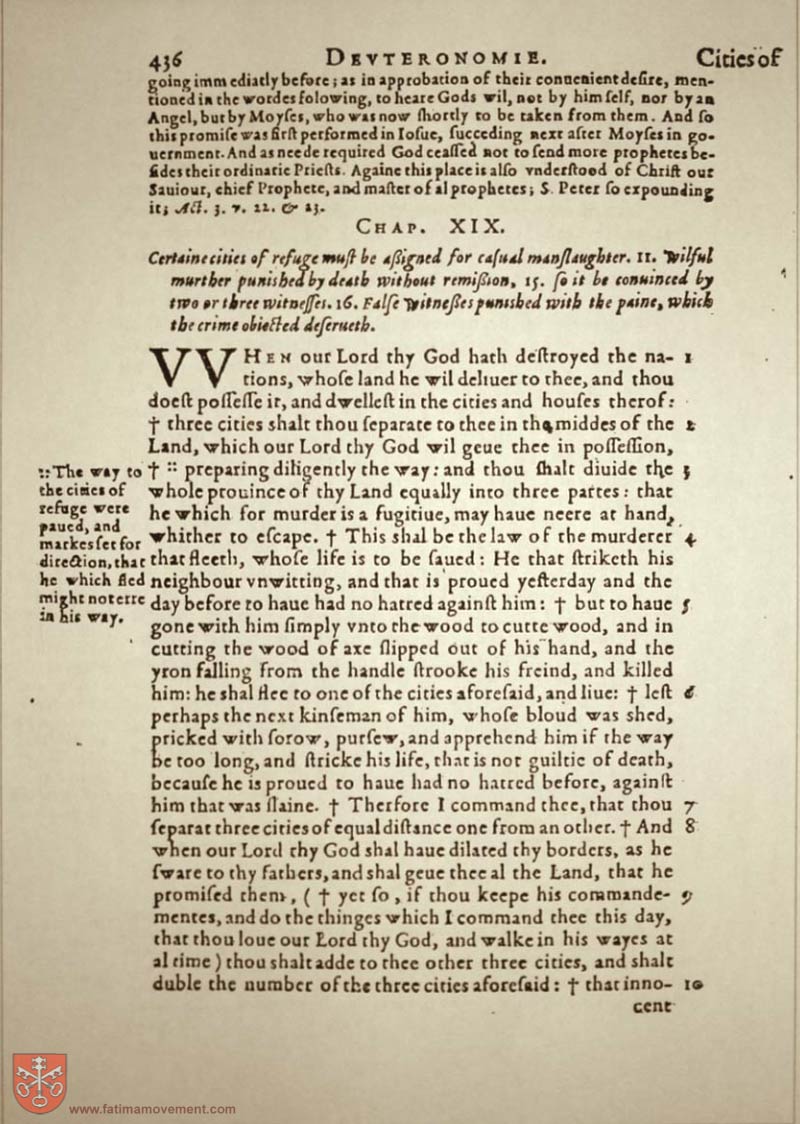 436 DEVTERONOMIE. Cities of
going immediatly before; as in approbation of their conuenient desire, men-
tioned in the wordes folowing, to heare Gods wil, not by him self, nor by an
Angel, but by Moyses, who was now shortly to be taken from them. And so
this promise was first performed in Iosue, succeding next after Moyses in go-
uernment. And as neede required God ceassed not to send more prophetes be-
sides their ordinarie Priests. Againe this place is also vnderstood of Christ our
Sauiour, chief Prophete, and master of al prophetes; S. Peter so expounding
it; Act. 3. v. 22. & 23.
CHAP. XIX.
Certaine cities of refuge must be assigned for casual manslaughter. 11. Wilful
murther punished by death without remission, 15. so it be conuinced by
two or three witnesses. 16. False witnesses punished with the paine, which
the crime obiected deserueth.
VVHEN our Lord thy God hath destroyed the na- 1
tions, whose land he wil deliuer to thee, and thou
doest possesse it, and dwellest in the cities and houses therof:
† three cities shalt thou separate to thee in the middes of the 2
Land, which our Lord thy God wil geue thee in possession,
† :: preparing diligently the way: and thou shalt diuide the 3
whole prouince of thy Land equally into three partes: that
he which for murder is a fugitiue, may haue neere at hand,
whither to escape. † This shal be the law of the murderer 4
that fleeth, whose life is to be saued: He that striketh his
neighbour vnwitting, and that is proued yesterday and the
day before to haue had no hatred against him: † but to haue 5
gone with him simply vnto the wood to cutte wood, and in
cutting the wood of axe slipped out of his hand, and the
yron falling from the handle strooke his freind, and killed
him: he shal flee to one of the cities aforesaid, and liue: † lest 6
perhaps the next kinseman of him, whose bloud was shed,
pricked with sorow, pursew, and apprehend him if the way
be too long, and stricke his life, that is not guiltie of death,
because he is proued to haue had no hatred before, against
him that was slaine. † Therfore I command thee, that thou 7
separat three cities of equal distance one from an other. † And 8
when our Lord thy God shal haue dilated thy borders, as he
sware to thy fathers, and shal geue thee al the Land, that he
promised them, († yet so, if thou keepe his commande- 9
mentes, and do the thinges which I command thee this day,
that thou loue our Lord thy God, and walke in his wayes at
al time) thou shalt adde to thee other three cities, and shalt
duble the number of the three cities aforesaid: † that inno- 10
cent
:: The way to
the cities of
refuge were
paued, and
markes set for
direction, that
he which fled
might not erre
in his way.
www.fatimamovement.com